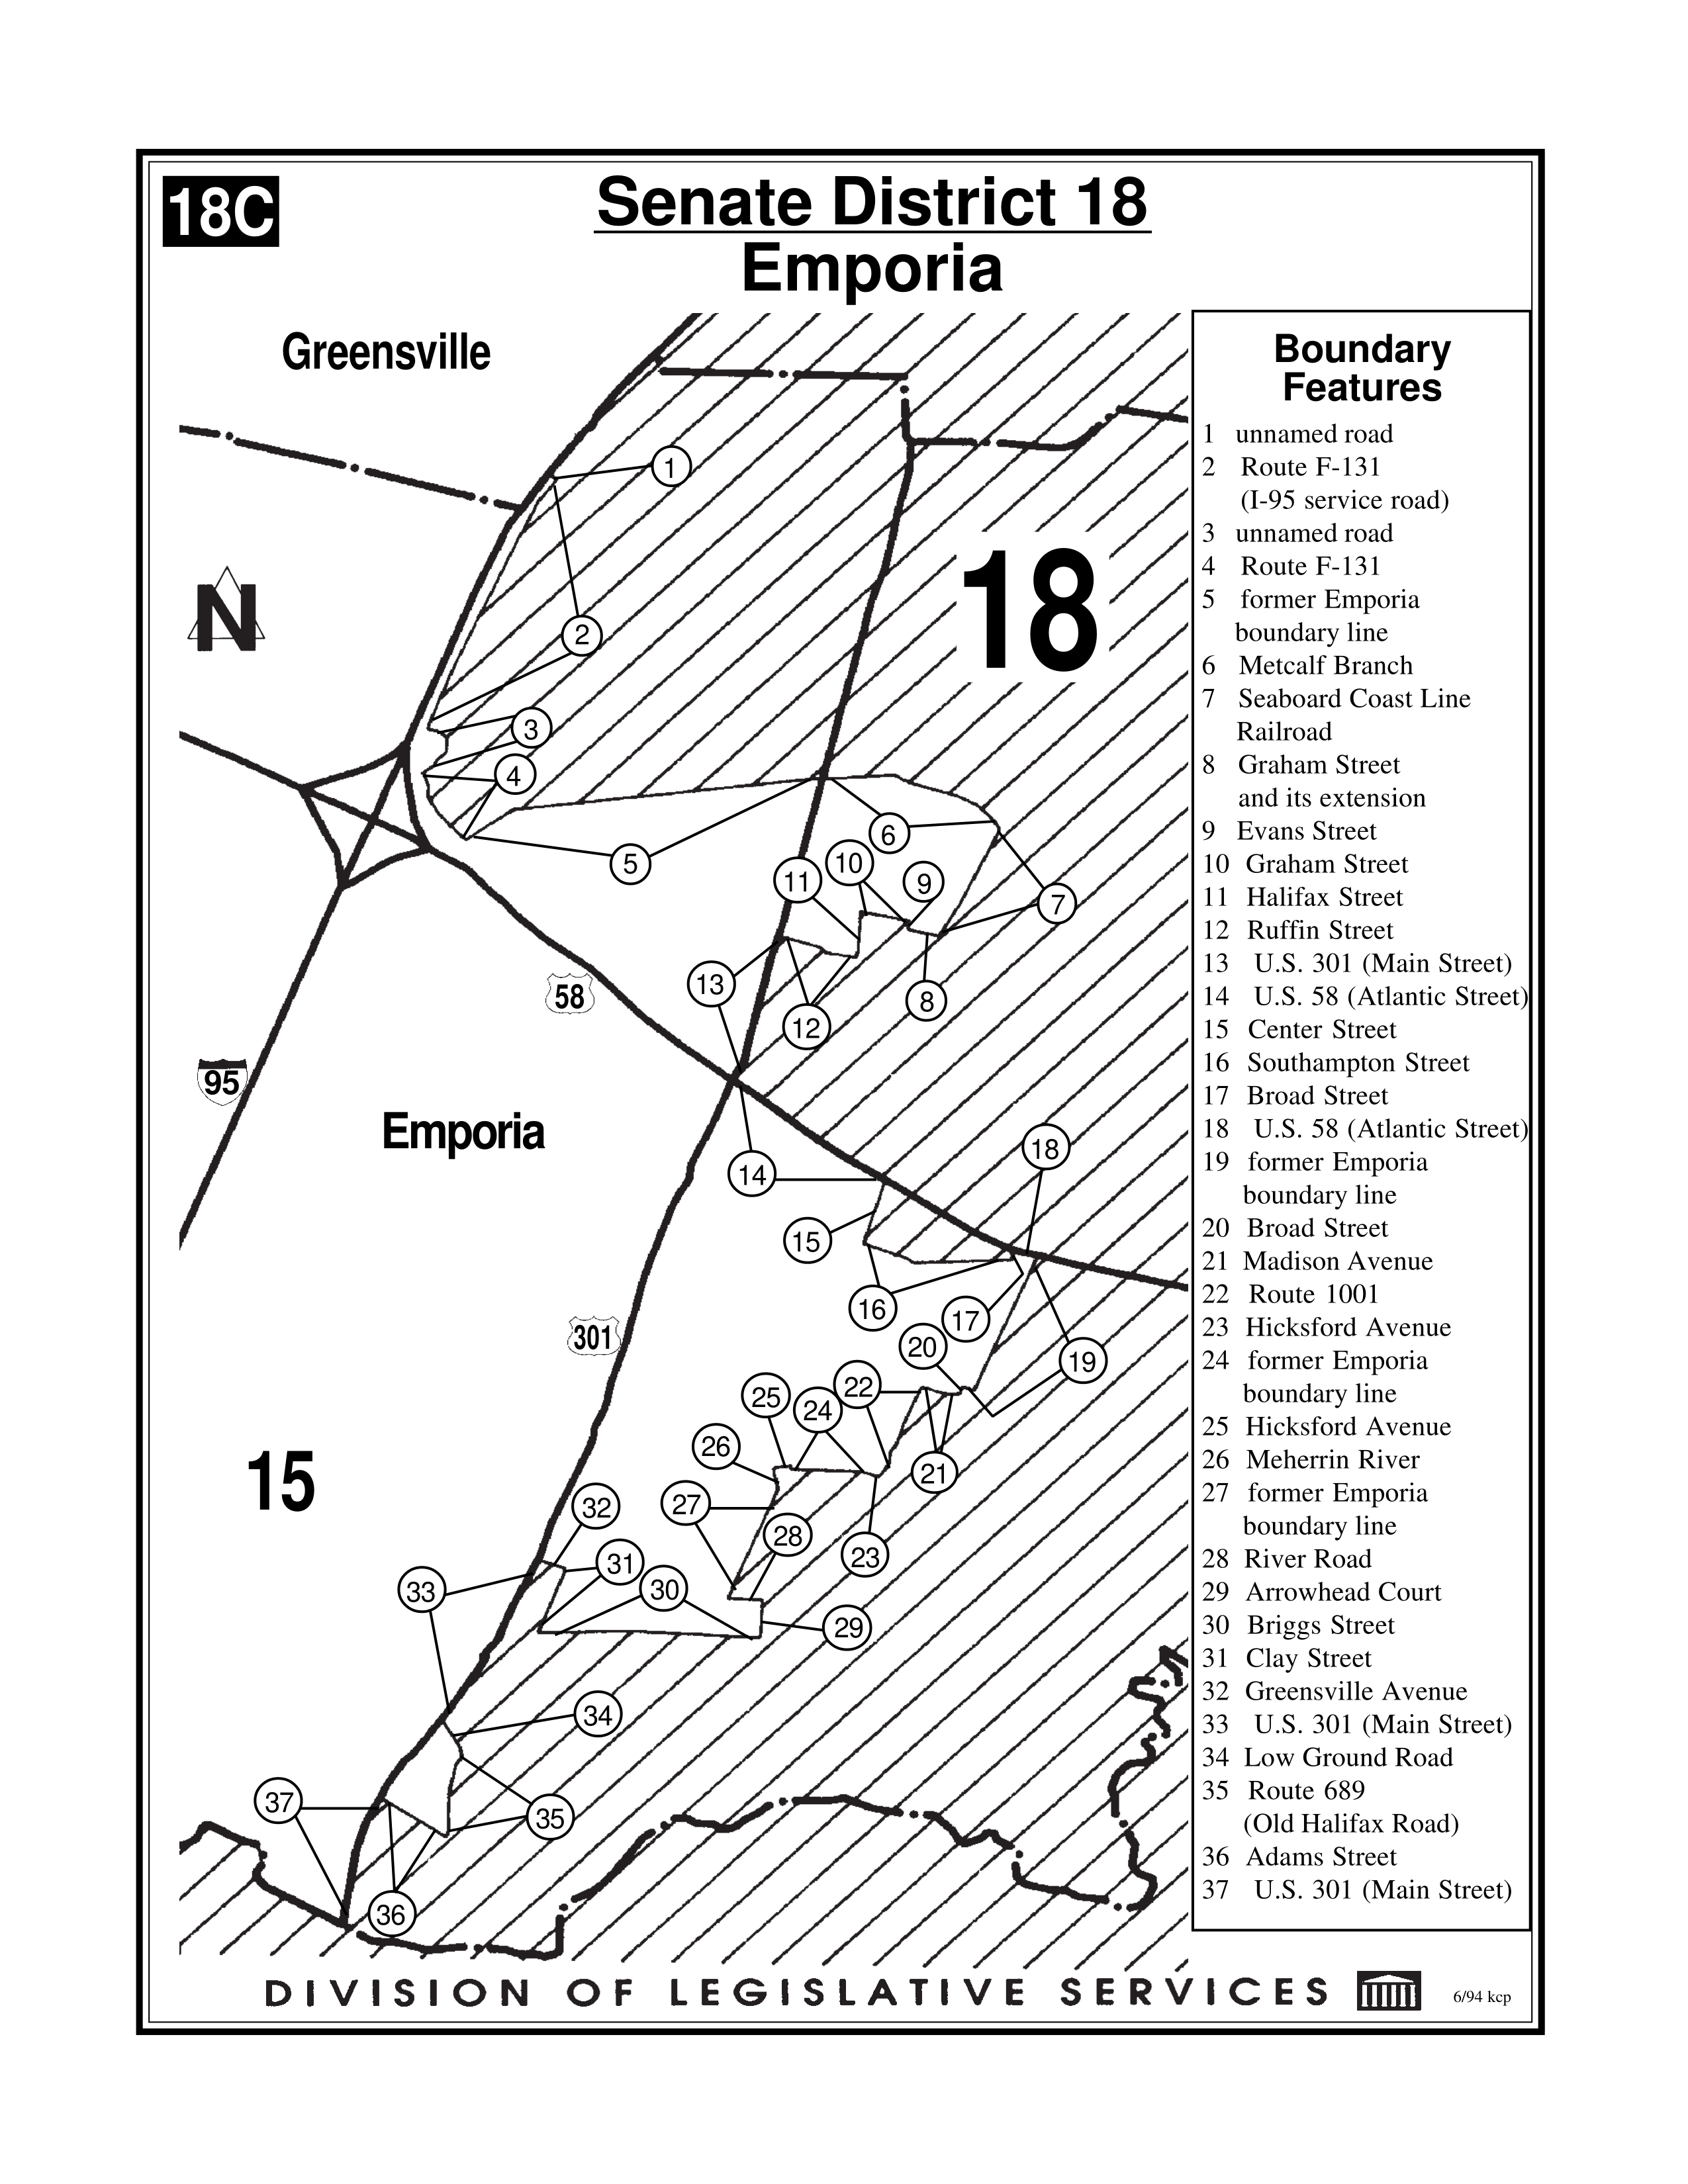 18C
Senate District 18
Emporia
Greensville
N
18
58
95
Emporia
301
15
1
2
3
4
5
6
7
8
9
10
11
12
13
14
15
16
17
18
19
20
21
22
23
24
25
26
27
28
29
30
31
32
33
34
35
36
37
Boundary
Features
1 unnamed road
2 Route F-131
(I-95 service road)
3 unnamed road
4 Route F-131
5 former Emporia
boundary line
6 Metcalf Branch
7 Seaboard Coast Line
Railroad
8 Graham Street
and its extension
9 Evans Street
10 Graham Street
11 Halifax Street
12 Ruffin Street
13 U.S. 301 (Main Street)
14 U.S. 58 (Atlantic Street)
15 Center Street
16 Southampton Street
17 Broad Street
18 U.S. 58 (Atlantic Street)
19 former Emporia
boundary line
20 Broad Street
21 Madison Avenue
22 Route 1001
23 Hicksford Avenue
24 former Emporia
boundary line
25 Hicksford Avenue
26 Meherrin River
27 former Emporia
boundary line
28 River Road
29 Arrowhead Court
30 Briggs Street
31 Clay Street
32 Greensville Avenue
33 U.S. 301 (Main Street)
34 Low Ground Road
35 Route 689
(Old Halifax Road)
36 Adams Street
37 U.S. 301 (Main Street)
DIVISION OF LEGISLATIVE SERVICES
6/94 kcp